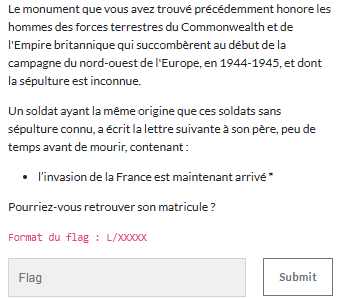 Le monument que vous avez trouvé précédemment honore les
hommes des forces terrestres du Commonwealth et de
l'Empire britannique qui succombèrent au début de la
campagne du nord-ouest de l'Europe, en 1944-1945, et dont
la sépulture est inconnue.
Un soldat ayant la même origine que ces soldats sans
sépulture connu, a écrit la lettre suivante à son père, peu de
temps avant de mourir, contenant :
• l'invasion de la France est maintenant arrivé *
Pourriez-vous retrouver son matricule ?
Format du flag : L/XXXXX
Flag
Submit